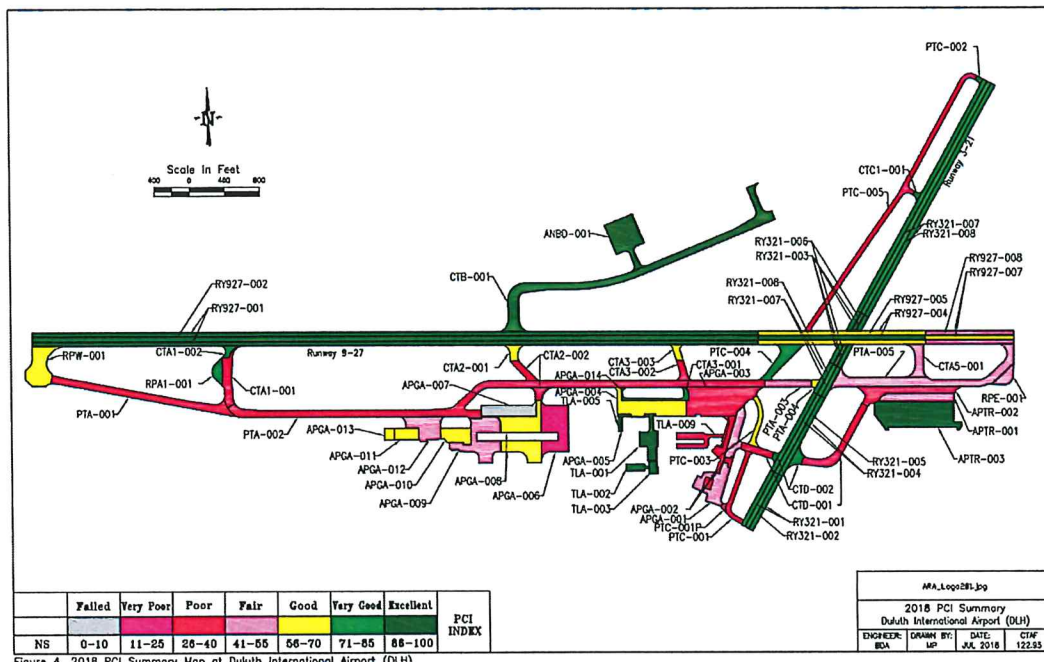 PTC-002
N
Scale In Feet
400 0 400 800
CTC1-001
PTC-005
Runway 3-21
ANBD-001
RY321-007
RY321-008
RY321-006
RY321-003
RY927-008
RY927-007
CTB-001
RY321-008
RY321-007
RY927-002
RY927-001
RY927-005
RY927-004
RPW-001
CTA1-002
Runway 9-27
CTA2-001
CTA2-002
CTA3-003
CTA3-002
PTC-004
CTA3-001
APGA-003
PTA-005
CTA5-001
RPA1-001
CTA1-001
APGA-007
APGA-014
APGA-004
TLA-005
RPE-001
PTA-001
PTA-002
PTA-003
PTA-004
APTR-002
APTR-001
APTR-003
APGA-013
APGA-011
APGA-012
APGA-010
APGA-009
APGA-008
APGA-006
APGA-005
TLA-001
TLA-002
TLA-003
TLA-009
PTC-003
APGA-002
APGA-001
PTC-001P
PTC-001
RY321-005
RY321-004
CTD-002
CTD-001
RY321-001
RY321-002
Failed Very Poor Poor Fair Good Very Good Excellent PCI INDEX
NS 0-10 11-25 26-40 41-55 56-70 71-85 86-100
ARA_Logo281.jpg
2018 PCI Summary
Duluth International Airport (DLH)
ENGINEER: DRAWN BY: DATE: CTAF
BDA MP JUL 2018 122.95
Figure 4. 2018 PCI Summary Map at Duluth International Airport (DLH)